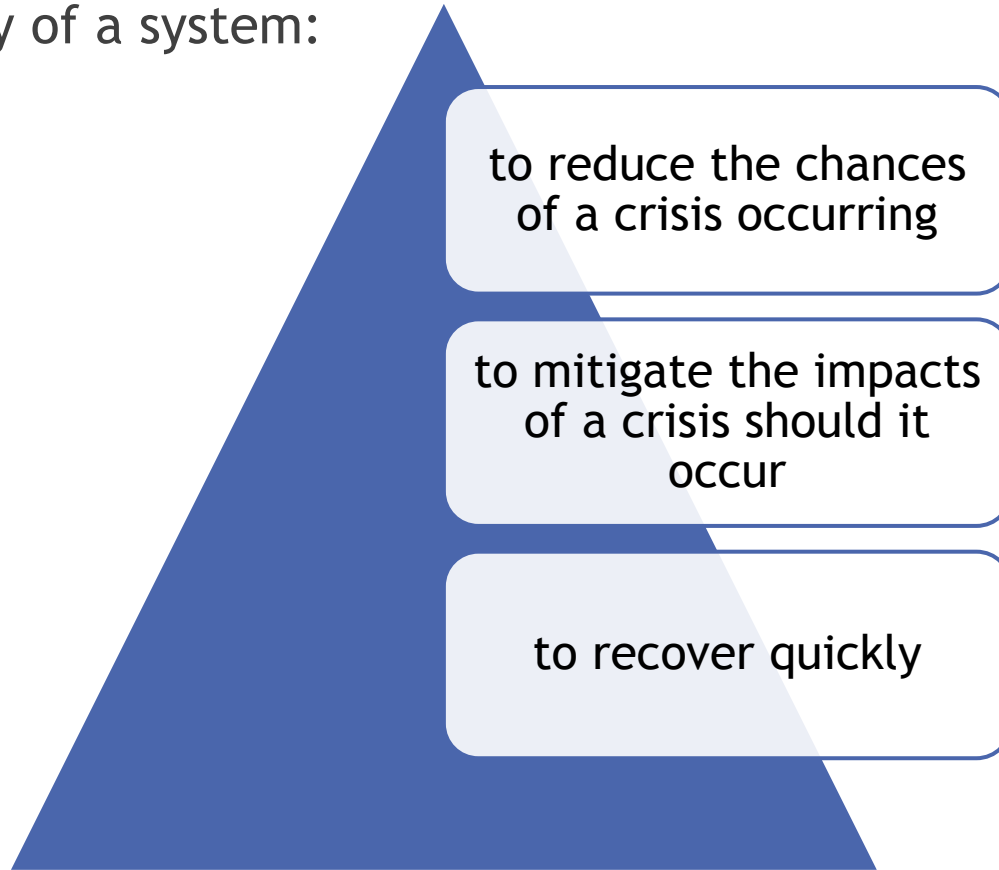 y of a system:
to reduce the chances
of a crisis occurring
to mitigate the impacts
of a crisis should it
occur
to recover quickly